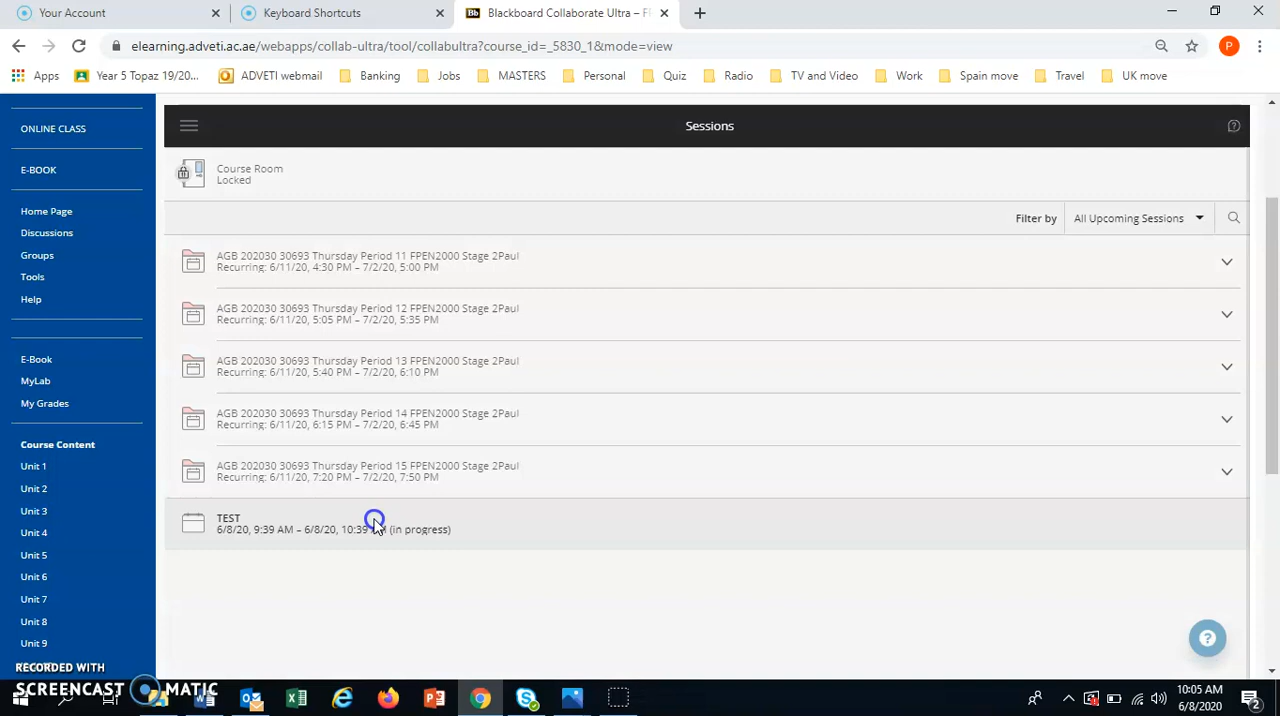 Your Account
Keyboard Shortcuts
Blackboard Collaborate Ultra – F
elearning.adveti.ac.ae/webapps/collab-ultra/tool/collabultra?course_id=_5830_1&mode=view
Apps
Year 5 Topaz 19/20...
ADVETI webmail
Banking
Jobs
MASTERS
Personal
Quiz
Radio
TV and Video
Work
Spain move
Travel
UK move
P
ONLINE CLASS
E-BOOK
Home Page
Discussions
Groups
Tools
Help
E-Book
MyLab
My Grades
Course Content
Unit 1
Unit 2
Unit 3
Unit 4
Unit 5
Unit 6
Unit 7
Unit 8
Unit 9
Sessions
Course Room
Locked
Filter by
All Upcoming Sessions
AGB 202030 30693 Thursday Period 11 FPEN2000 Stage 2Paul
Recurring: 6/11/20, 4:30 PM – 7/2/20, 5:00 PM
AGB 202030 30693 Thursday Period 12 FPEN2000 Stage 2Paul
Recurring: 6/11/20, 5:05 PM – 7/2/20, 5:35 PM
AGB 202030 30693 Thursday Period 13 FPEN2000 Stage 2Paul
Recurring: 6/11/20, 5:40 PM – 7/2/20, 6:10 PM
AGB 202030 30693 Thursday Period 14 FPEN2000 Stage 2Paul
Recurring: 6/11/20, 6:15 PM – 7/2/20, 6:45 PM
AGB 202030 30693 Thursday Period 15 FPEN2000 Stage 2Paul
Recurring: 6/11/20, 7:20 PM – 7/2/20, 7:50 PM
TEST
6/8/20, 9:39 AM – 6/8/20, 10:39 (in progress)
RECORDED WITH
SCREENCAST MATIC
10:05 AM
6/8/2020
2